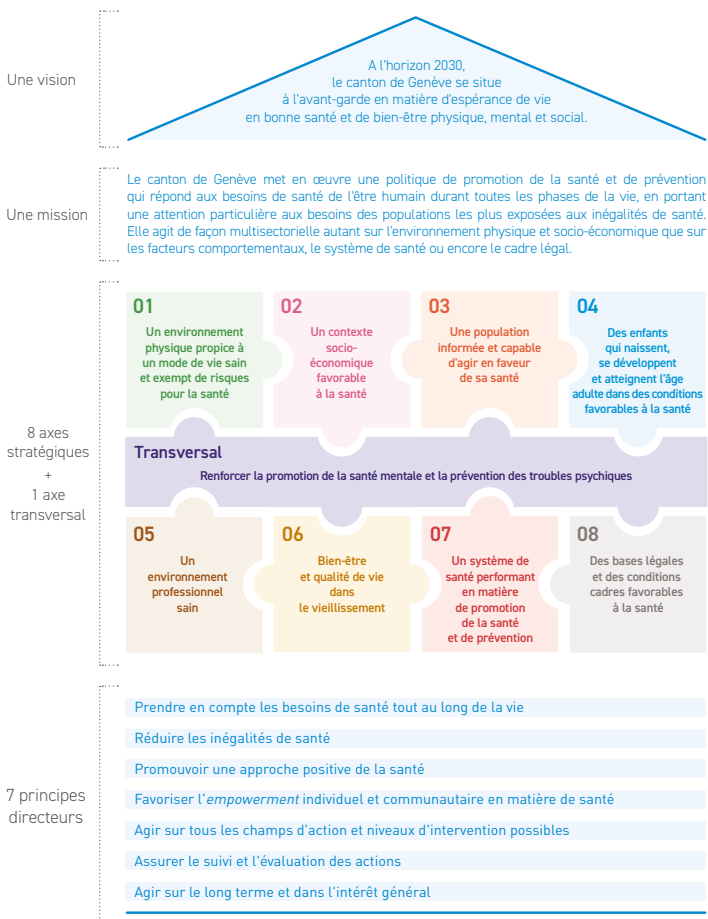 Une vision
A l'horizon 2030,
le canton de Genève se situe
à l'avant-garde en matière d'espérance de vie
en bonne santé et de bien-être physique, mental et social.
Une mission
Le canton de Genève met en œuvre une politique de promotion de la santé et de prévention
qui répond aux besoins de santé de l'être humain durant toutes les phases de la vie, en portant
une attention particulière aux besoins des populations les plus exposées aux inégalités de santé.
Elle agit de façon multisectorielle autant sur l'environnement physique et socio-économique que sur
les facteurs comportementaux, le système de santé ou encore le cadre légal.
8 axes
stratégiques
+
1 axe
transversal
01
Un environnement
physique propice à
un mode de vie sain
et exempt de risques
pour la santé
02
Un contexte
socio-
économique
favorable
à la santé
03
Une population
informée et capable
d'agir en faveur
de sa santé
04
Des enfants
qui naissent,
se développent
et atteignent l'âge
adulte dans des conditions
favorables à la santé
Transversal
Renforcer la promotion de la santé mentale et la prévention des troubles psychiques
05
Un
environnement
professionnel
sain
06
Bien-être
et qualité de vie
dans
le vieillissement
07
Un système de
santé performant
en matière
de promotion
de la santé
et de prévention
08
Des bases légales
et des conditions
cadres favorables
à la santé
7 principes
directeurs
Prendre en compte les besoins de santé tout au long de la vie
Réduire les inégalités de santé
Promouvoir une approche positive de la santé
Favoriser l'empowerment individuel et communautaire en matière de santé
Agir sur tous les champs d'action et niveaux d'intervention possibles
Assurer le suivi et l'évaluation des actions
Agir sur le long terme et dans l'intérêt général